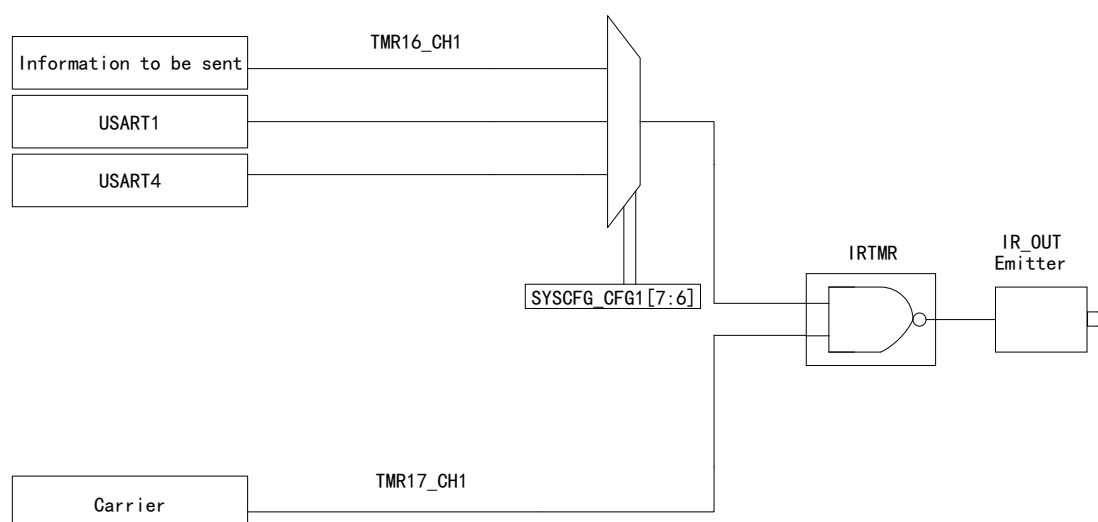 TMR16_CH1
Information to be sent
USART1
USART4
SYSCFG_CFG1[7:6]
IRTMR
IR_OUT
Emitter
TMR17_CH1
Carrier